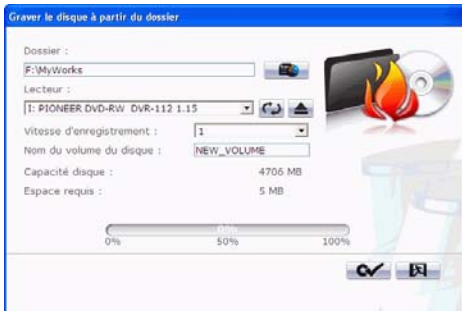 Graver le disque à partir du dossier
Dossier :
F:\MyWorks
Lecteur :
I: PIONEER DVD-RW DVR-112 1.15
Vitesse d'enregistrement : 1
Nom du volume du disque : NEW_VOLUME
Capacité disque : 4706 MB
Espace requis : 5 MB
0%
0% 50% 100%